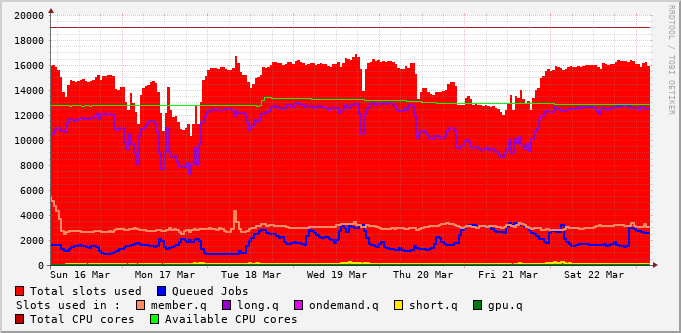 20000
18000
16000
14000
12000
10000
8000
6000
4000
2000
0
Sun 16 Mar Mon 17 Mar Tue 18 Mar Wed 19 Mar Thu 20 Mar Fri 21 Mar Sat 22 Mar
Total slots used Queued Jobs
Slots used in : member.q long.q ondemand.q short.q gpu.q
Total CPU cores Available CPU cores
RRDTOOL / TOBI OETIKER